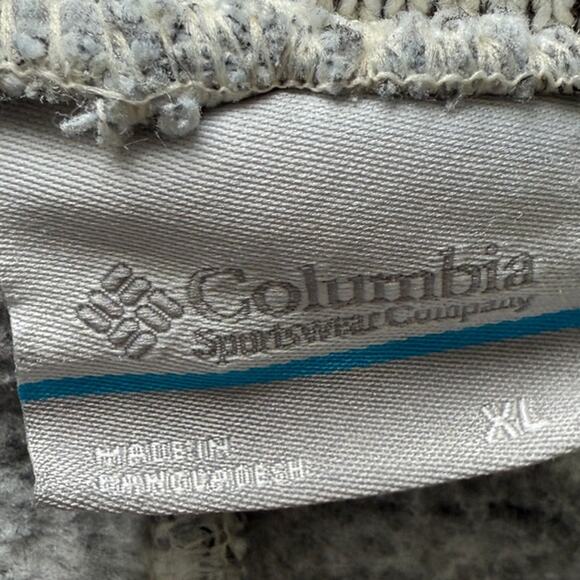 Columbia
Sportswear Company
XL
MADE IN
BANGLADESH